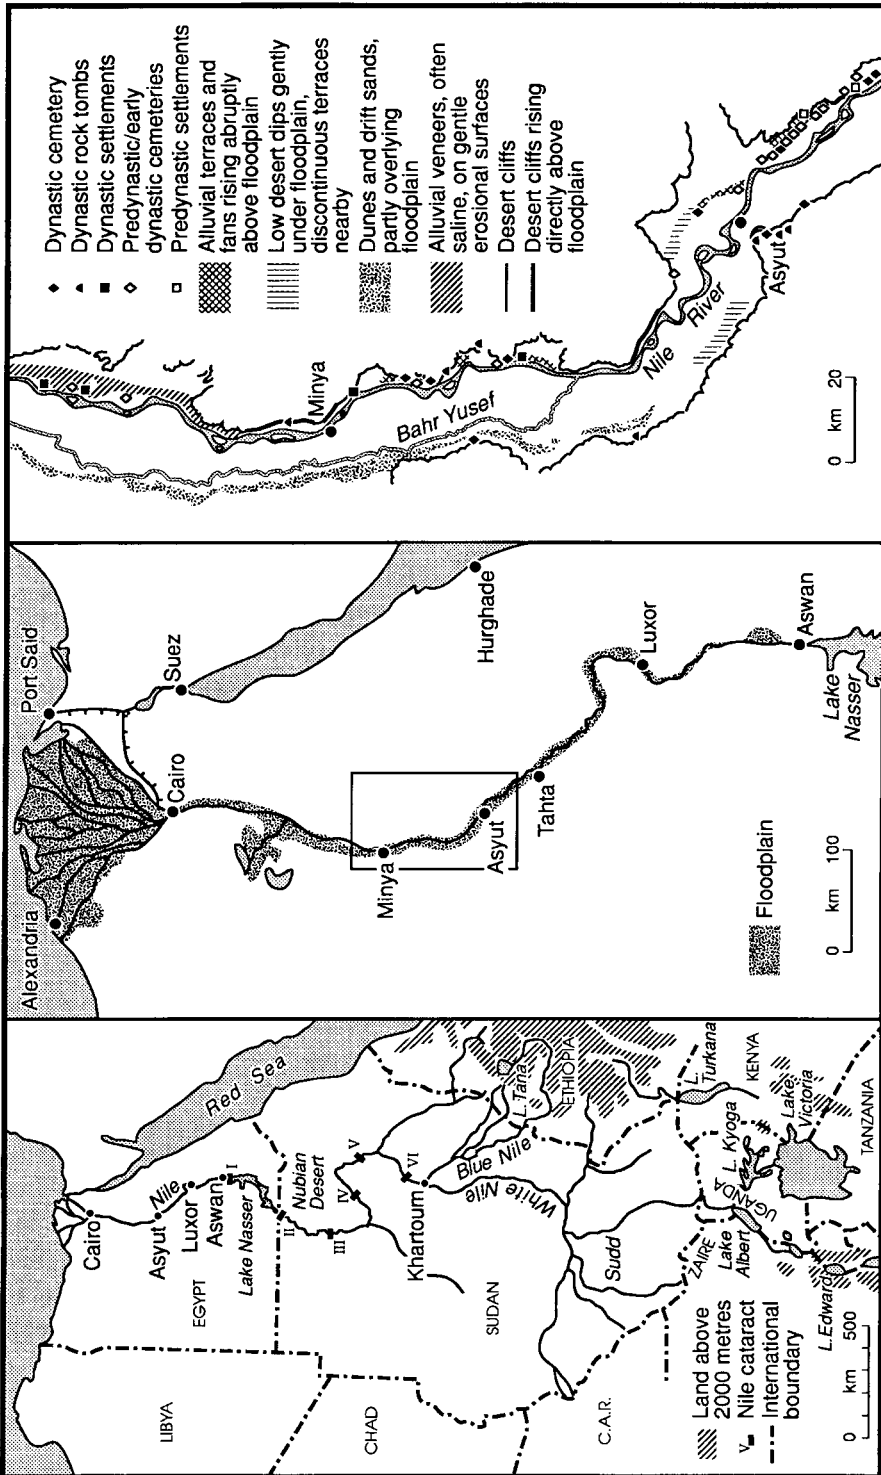 Red Sea
Cairo
Nile
Asyut
Luxor
Aswan
I
Lake Nasser
EGYPT
LIBYA
II
Nubian
Desert
III
IV
V
VI
Khartoum
CHAD
SUDAN
Blue Nile
White Nile
L. Tana
ETHIOPIA
Sudd
C.A.R.
ZAIRE
L.
Turkana
KENYA
UGANDA
L. Kyoga
Lake
Albert
Lake
Victoria
L. Edward
TANZANIA
Land above
2000 metres
V Nile cataract
International
boundary
0 km 500
Alexandria
Port Said
Cairo
Suez
Hurghade
Minya
Asyut
Tahta
Luxor
Aswan
Lake
Nasser
Floodplain
0 km 100
Dynastic cemetery
Dynastic rock tombs
Dynastic settlements
Predynastic/early
dynastic cemeteries
Predynastic settlements
Alluvial terraces and
fans rising abruptly
above floodplain
Low desert dips gently
under floodplain,
discontinuous terraces
nearby
Dunes and drift sands,
partly overlying
floodplain
Alluvial veneers, often
saline, on gentle
erosional surfaces
Desert cliffs
Desert cliffs rising
directly above
floodplain
Minya
Bahr Yusef
Nile River
Asyut
0 km 20